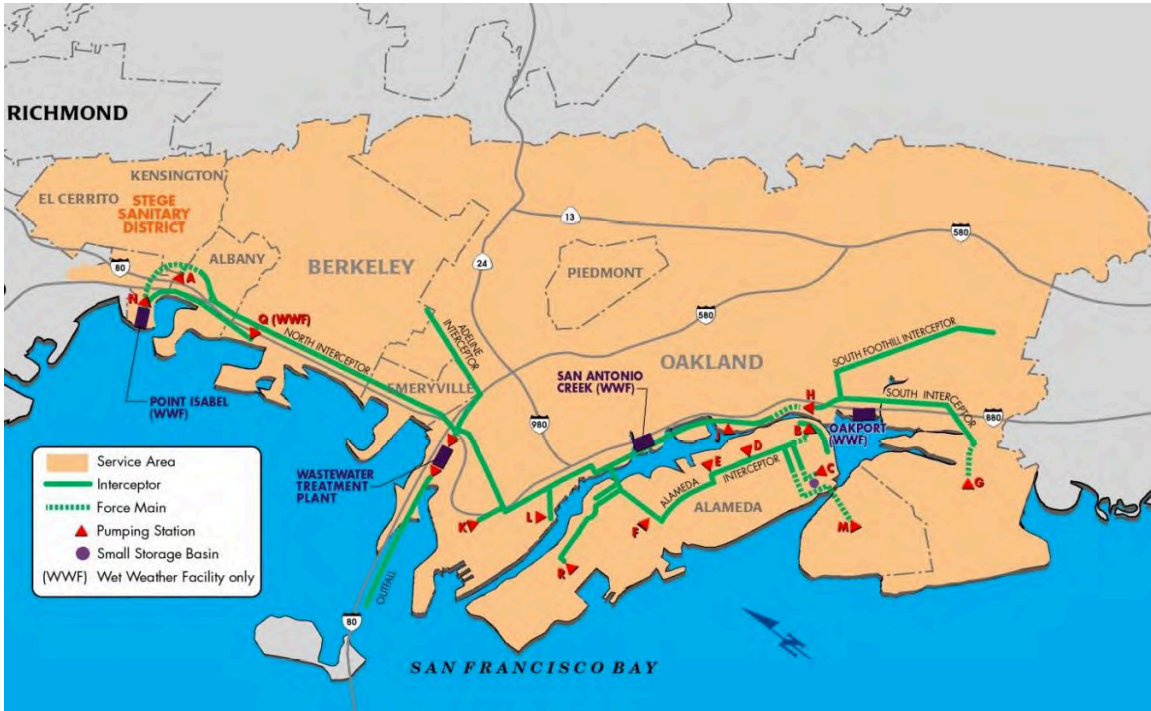 RICHMOND
KENSINGTON
EL CERRITO
STEGE
SANITARY
DISTRICT
ALBANY
BERKELEY
80
A
N
Q (WWF)
NORTH INTERCEPTOR
ADELINE
INTERCEPTOR
EMERYVILLE
POINT ISABEL
(WWF)
13
24
580
580
PIEDMONT
OAKLAND
SOUTH FOOTHILL INTERCEPTOR
SAN ANTONIO
CREEK (WWF)
H
SOUTH INTERCEPTOR
880
980
J
B
OAKPORT
(WWF)
D
E
C
G
ALAMEDA INTERCEPTOR
ALAMEDA
WASTEWATER
TREATMENT
PLANT
K
L
F
M
R
OUTFALL
80
Service Area
Interceptor
Force Main
Pumping Station
Small Storage Basin
(WWF) Wet Weather Facility only
N
SAN FRANCISCO BAY